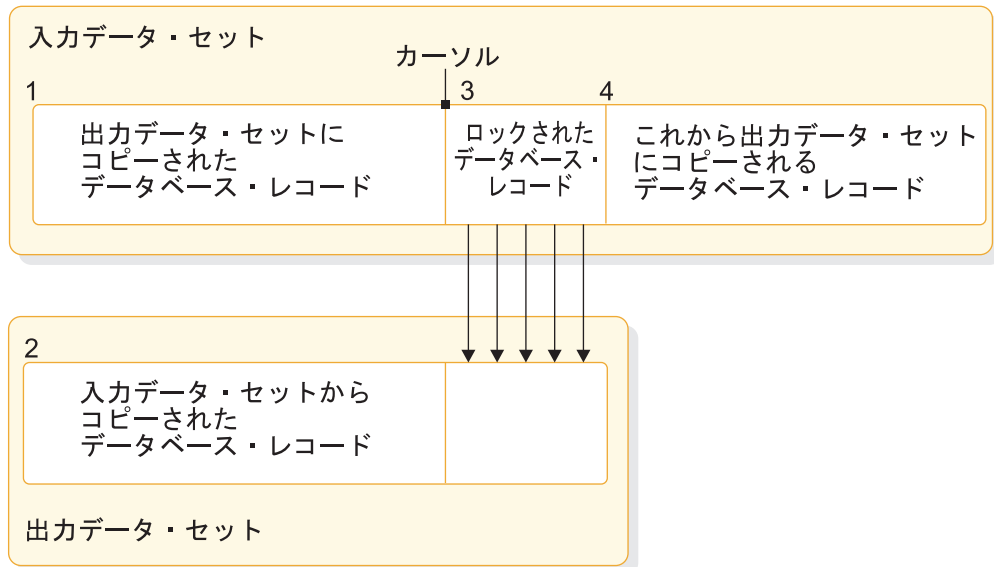 入力データ・セット
カーソル
1
3
4
出力データ・セットに
コピーされた
データベース・レコード
ロックされた
データベース・
レコード
これから出力データ・セット
にコピーされる
データベース・レコード
2
入力データ・セットから
コピーされた
データベース・レコード
出力データ・セット